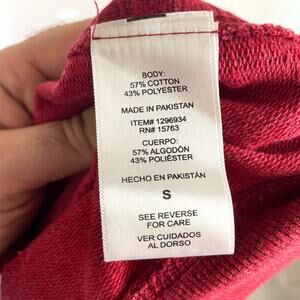 BODY:
57% COTTON
43% POLYESTER
MADE IN PAKISTAN
ITEM# 1296934
RN# 15763
CUERPO:
57% ALGODÓN
43% POLIÉSTER
HECHO EN PAKISTÁN
S
SEE REVERSE
FOR CARE
VER CUIDADOS
AL DORSO